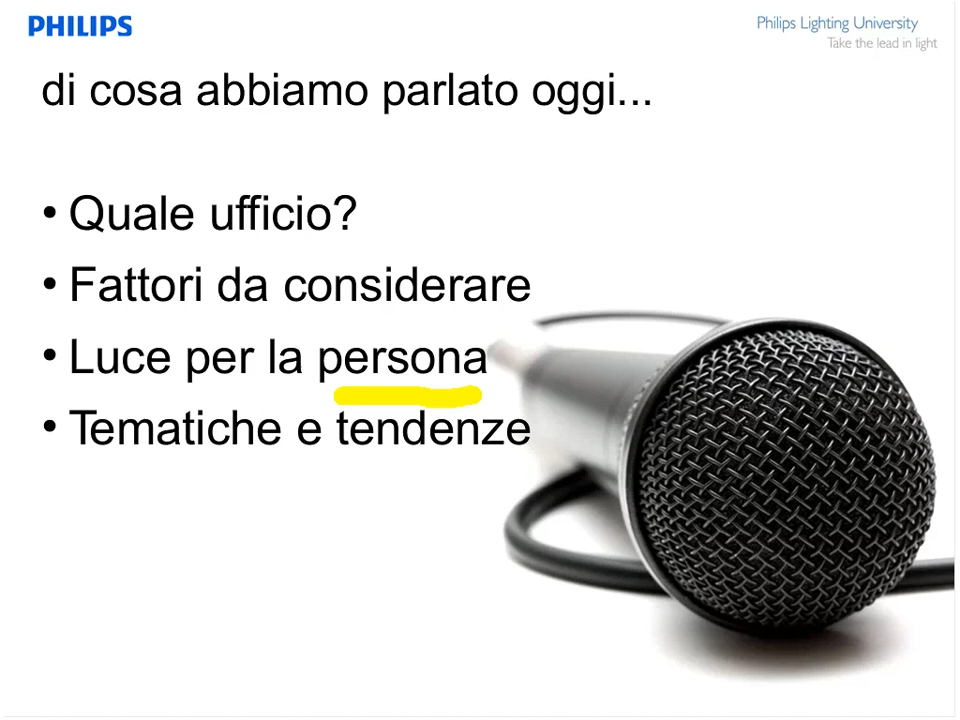 PHILIPS
Philips Lighting University
Take the lead in light
di cosa abbiamo parlato oggi...
• Quale ufficio?
• Fattori da considerare
• Luce per la persona
• Tematiche e tendenze